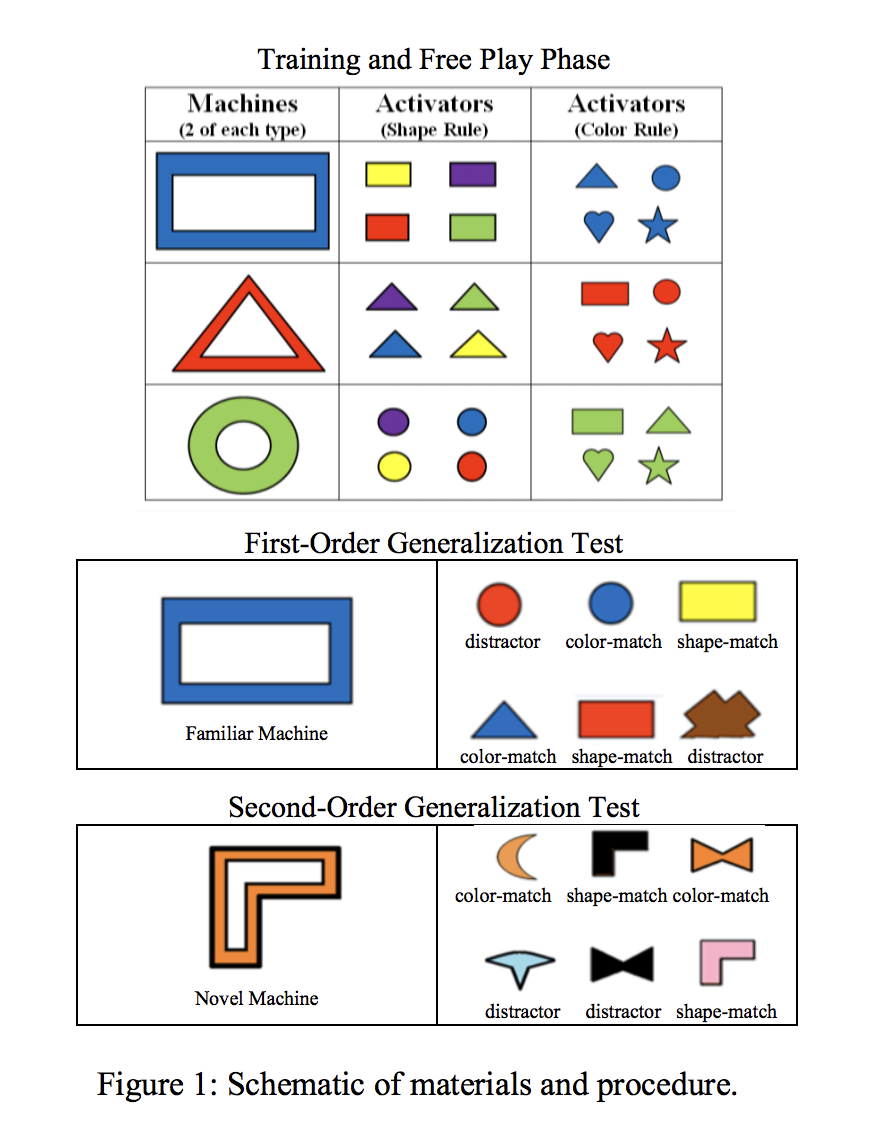 Training and Free Play Phase
Machines Activators Activators
(2 of each type) (Shape Rule) (Color Rule)
First-Order Generalization Test
distractor color-match shape-match
Familiar Machine
color-match shape-match distractor
Second-Order Generalization Test
color-match shape-match color-match
Novel Machine
distractor distractor shape-match
Figure 1: Schematic of materials and procedure.